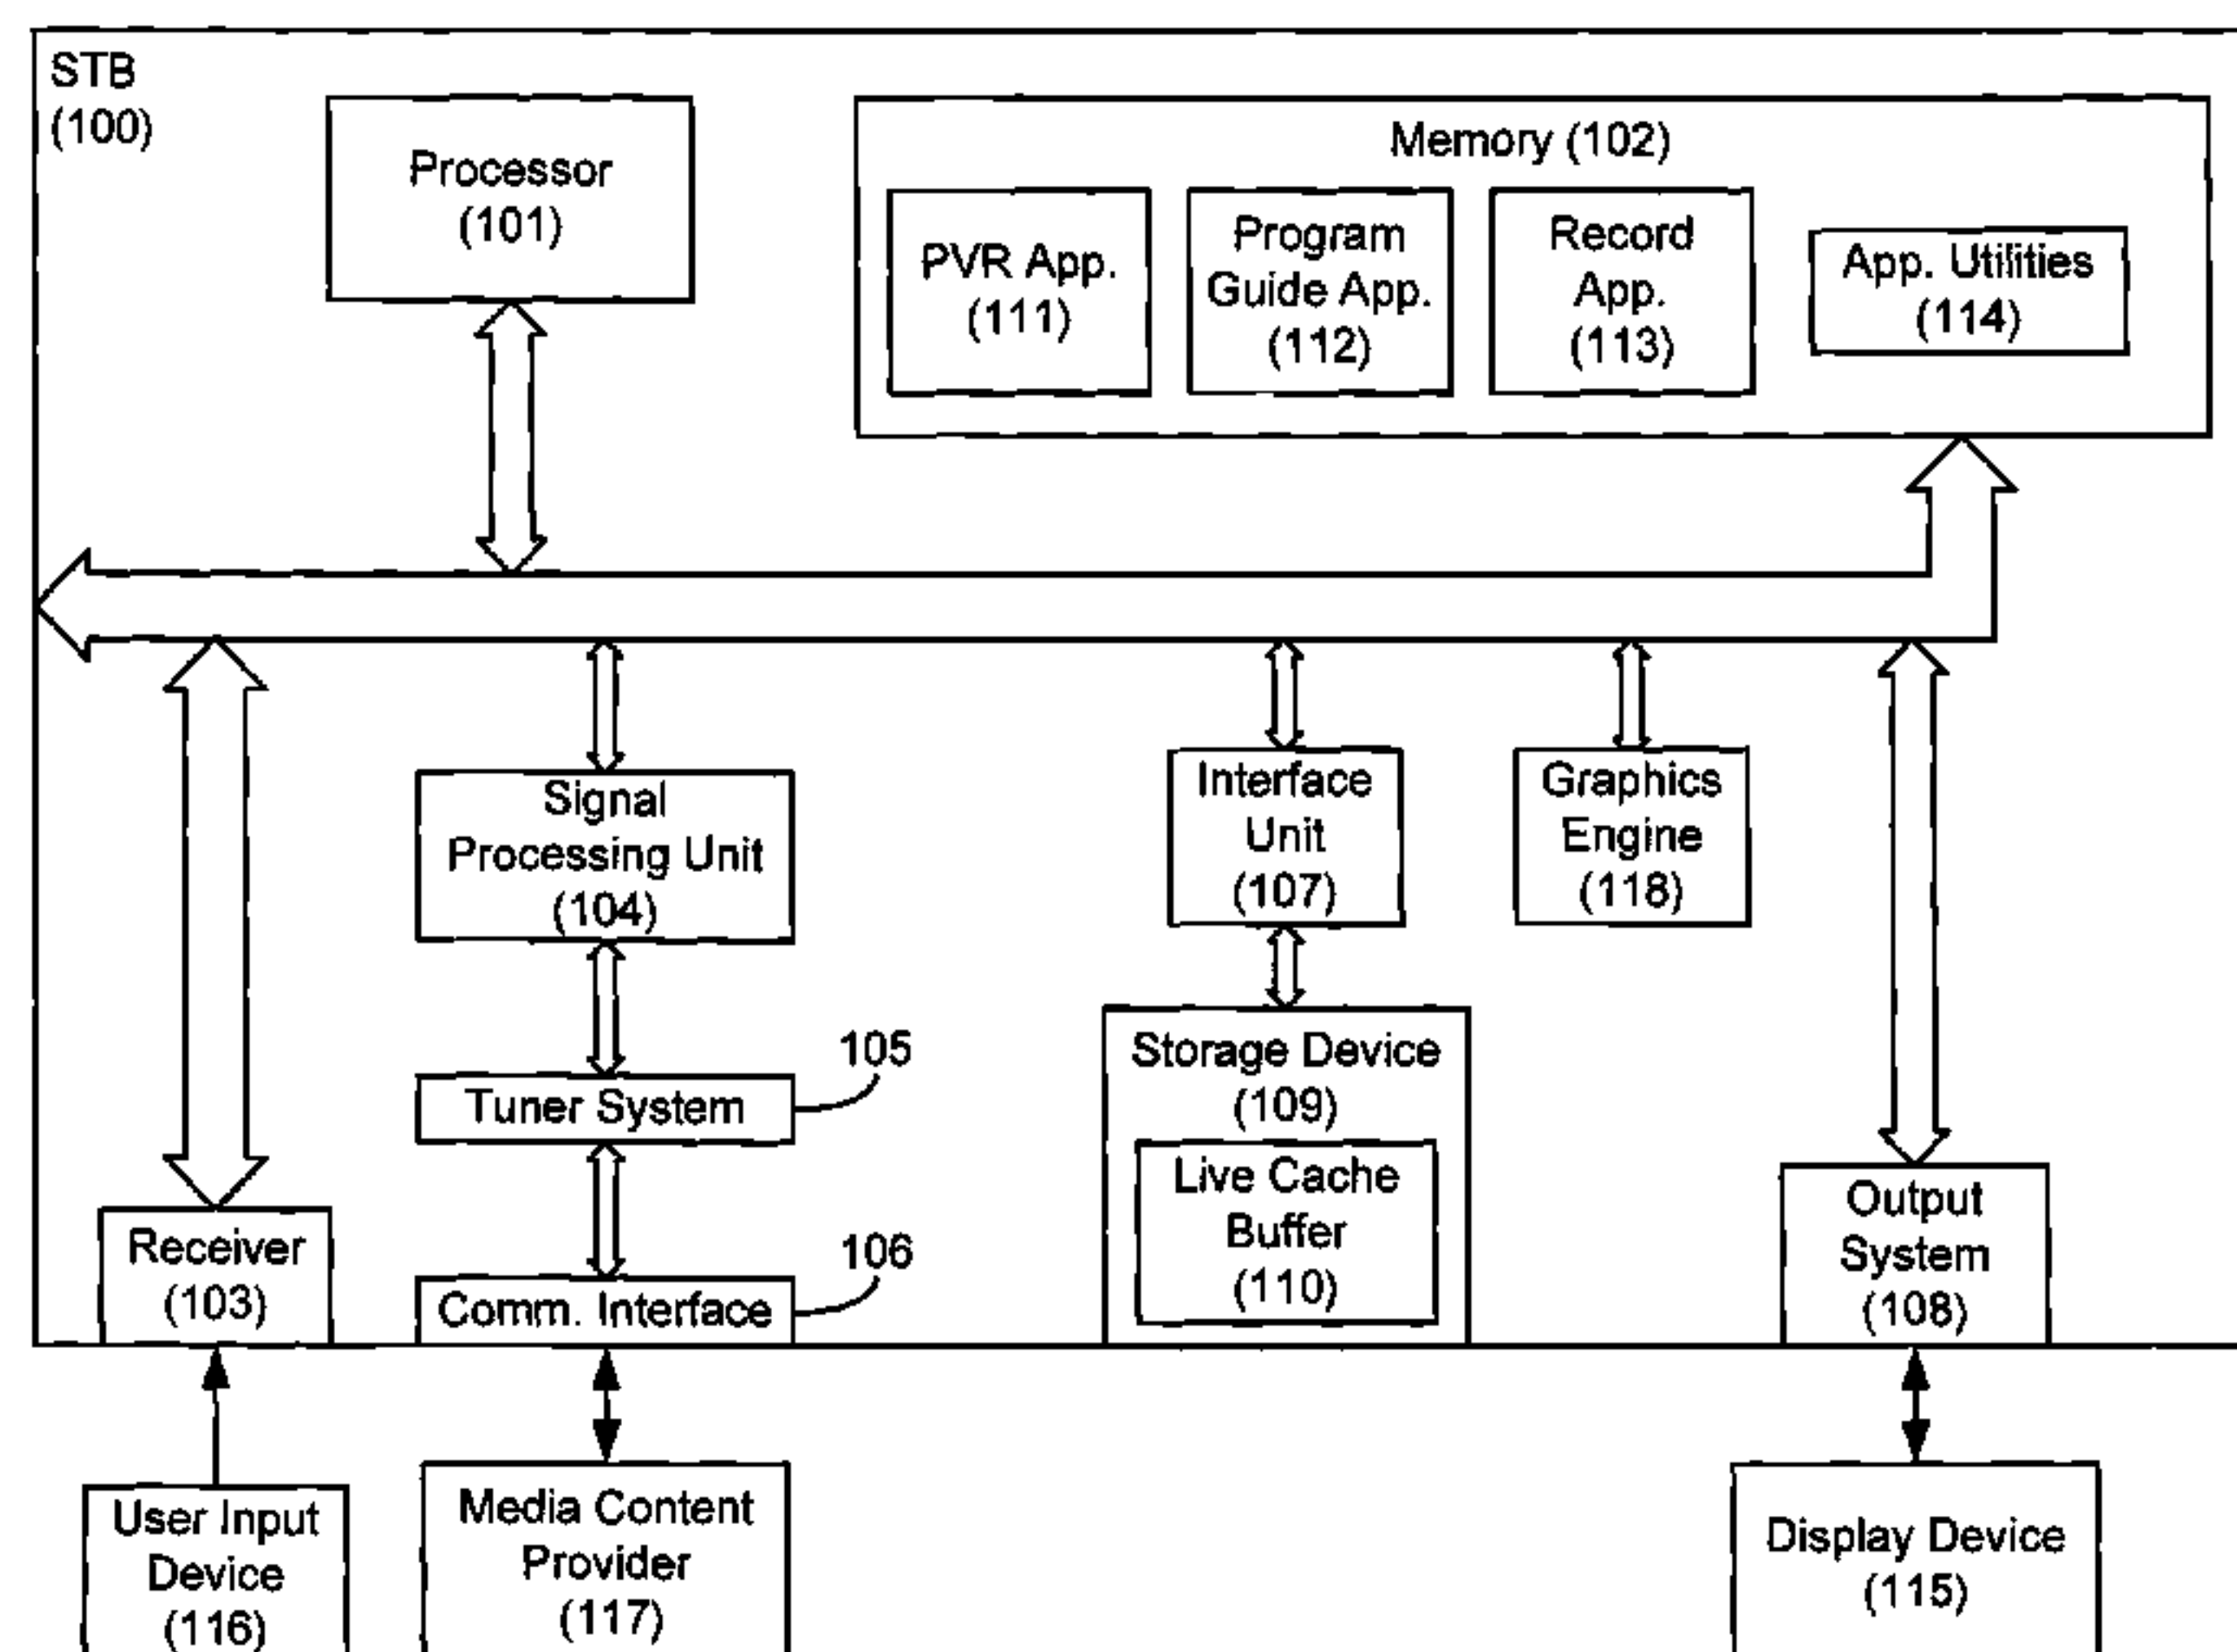 STB
(100)
Processor
(101)
Memory (102)
PVR App.
(111)
Program
Guide App.
(112)
Record
App.
(113)
App. Utilities
(114)
Signal
Processing Unit
(104)
Interface
Unit
(107)
Graphics
Engine
(118)
105
Tuner System
Storage Device
(109)
Live Cache
Buffer
(110)
Receiver
(103)
106
Comm. Interface
Output
System
(108)
User Input
Device
(116)
Media Content
Provider
(117)
Display Device
(115)